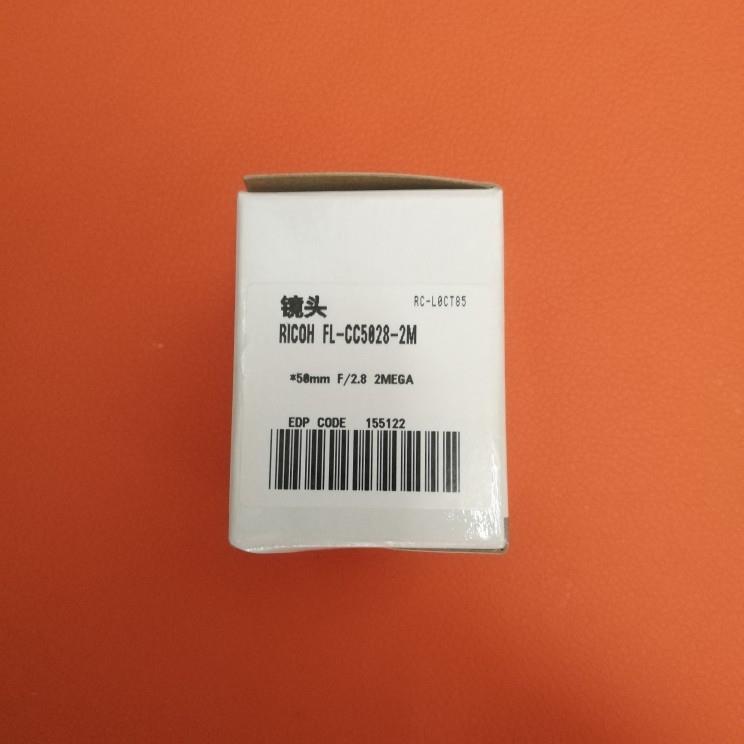 镜头
RC-L0CT85
RICOH FL-CC5028-2M
*50mm F/2.8 2MEGA
EDP CODE 155122